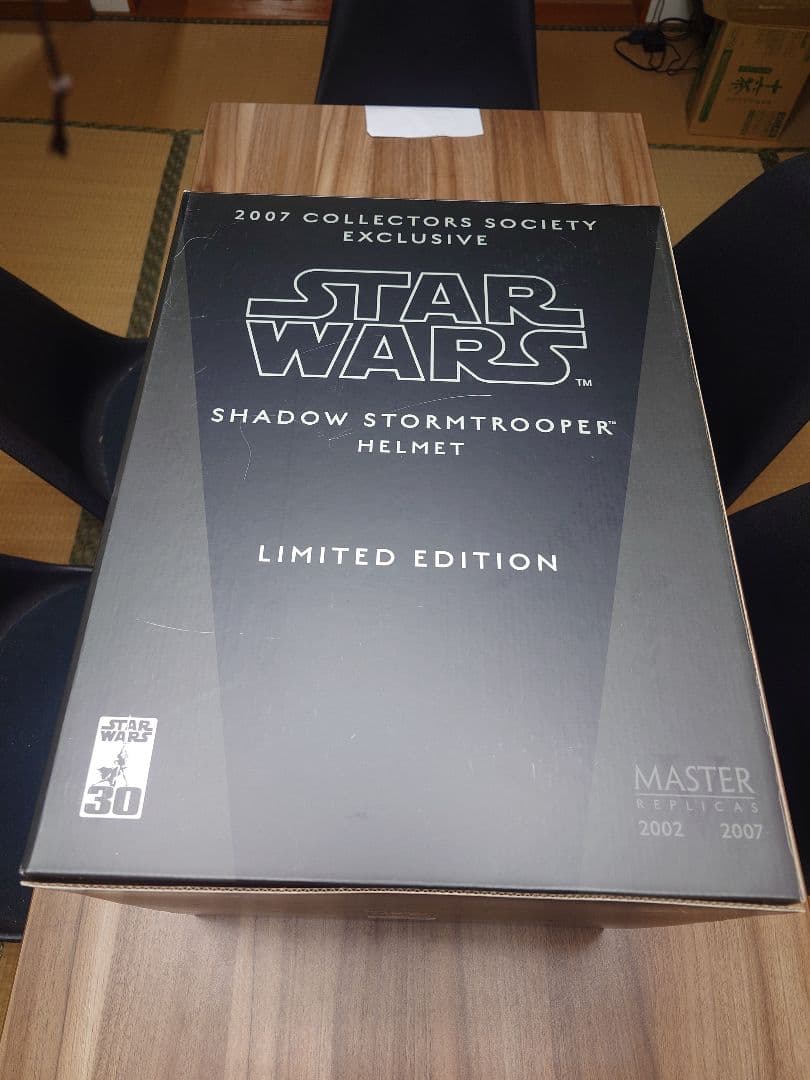 2007 COLLECTORS SOCIETY
EXCLUSIVE
STAR
WARS
TM
SHADOW STORMTROOPER™
HELMET
LIMITED EDITION
STAR
WARS
30
MASTER
REPLICAS
2002 2007